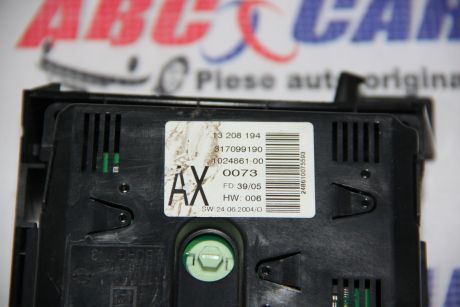 ABC CAR
Piese auto original
13 208 194
317099190
1024861-00
0073
AX
FD: 39/05
HW: 006
SW:24.06.2004/O